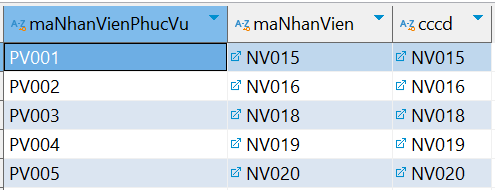 A-Z maNhanVienPhucVu A-Z maNhanVien A-Z cccd
PV001 NV015 NV015
PV002 NV016 NV016
PV003 NV018 NV018
PV004 NV019 NV019
PV005 NV020 NV020